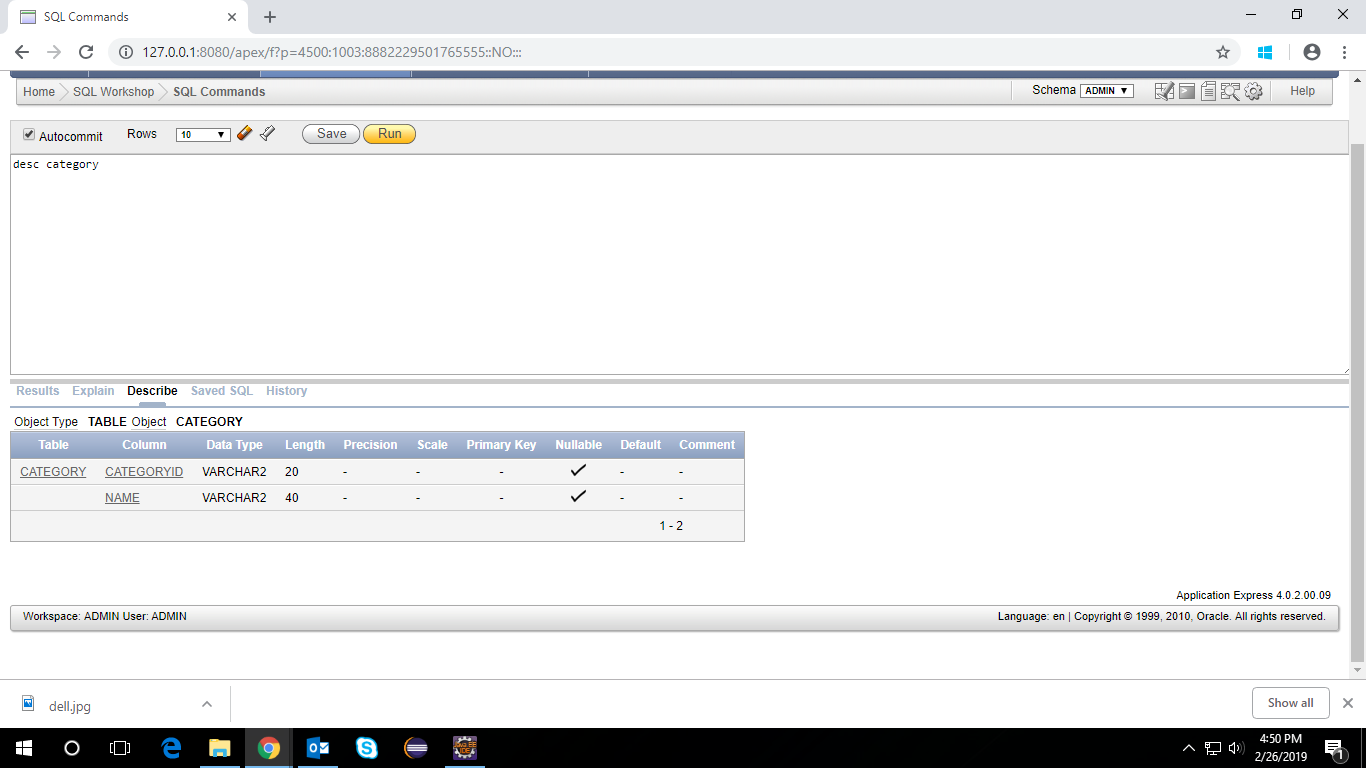 SQL Commands
127.0.0.1:8080/apex/f?p=4500:1003:8882229501765555::NO:::
Home SQL Workshop SQL Commands Schema ADMIN Help
Autocommit Rows 10 Save Run
desc category
Results Explain Describe Saved SQL History
Object Type TABLE Object CATEGORY
Table Column Data Type Length Precision Scale Primary Key Nullable Default Comment
CATEGORY CATEGORYID VARCHAR2 20 - - - - -
NAME VARCHAR2 40 - - - - -
1 - 2
Application Express 4.0.2.00.09
Workspace: ADMIN User: ADMIN Language: en | Copyright © 1999, 2010, Oracle. All rights reserved.
dell.jpg Show all
4:50 PM
2/26/2019
1